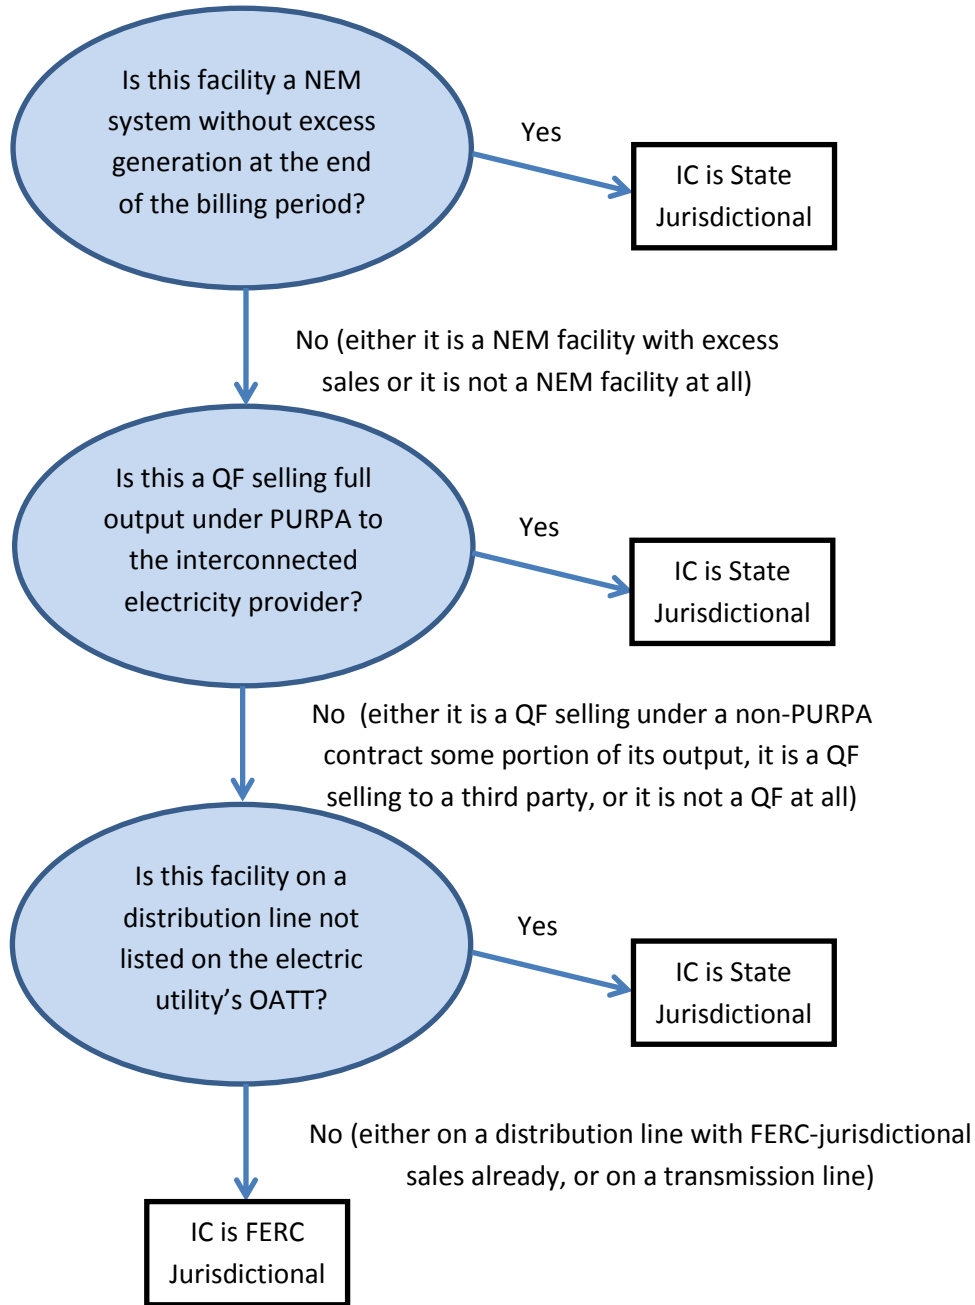 Is this facility a NEM
system without excess
generation at the end
of the billing period?
Yes
IC is State
Jurisdictional
No (either it is a NEM facility with excess
sales or it is not a NEM facility at all)
Is this a QF selling full
output under PURPA to
the interconnected
electricity provider?
Yes
IC is State
Jurisdictional
No (either it is a QF selling under a non-PURPA
contract some portion of its output, it is a QF
selling to a third party, or it is not a QF at all)
Is this facility on a
distribution line not
listed on the electric
utility’s OATT?
Yes
IC is State
Jurisdictional
No (either on a distribution line with FERC-jurisdictional
sales already, or on a transmission line)
IC is FERC
Jurisdictional